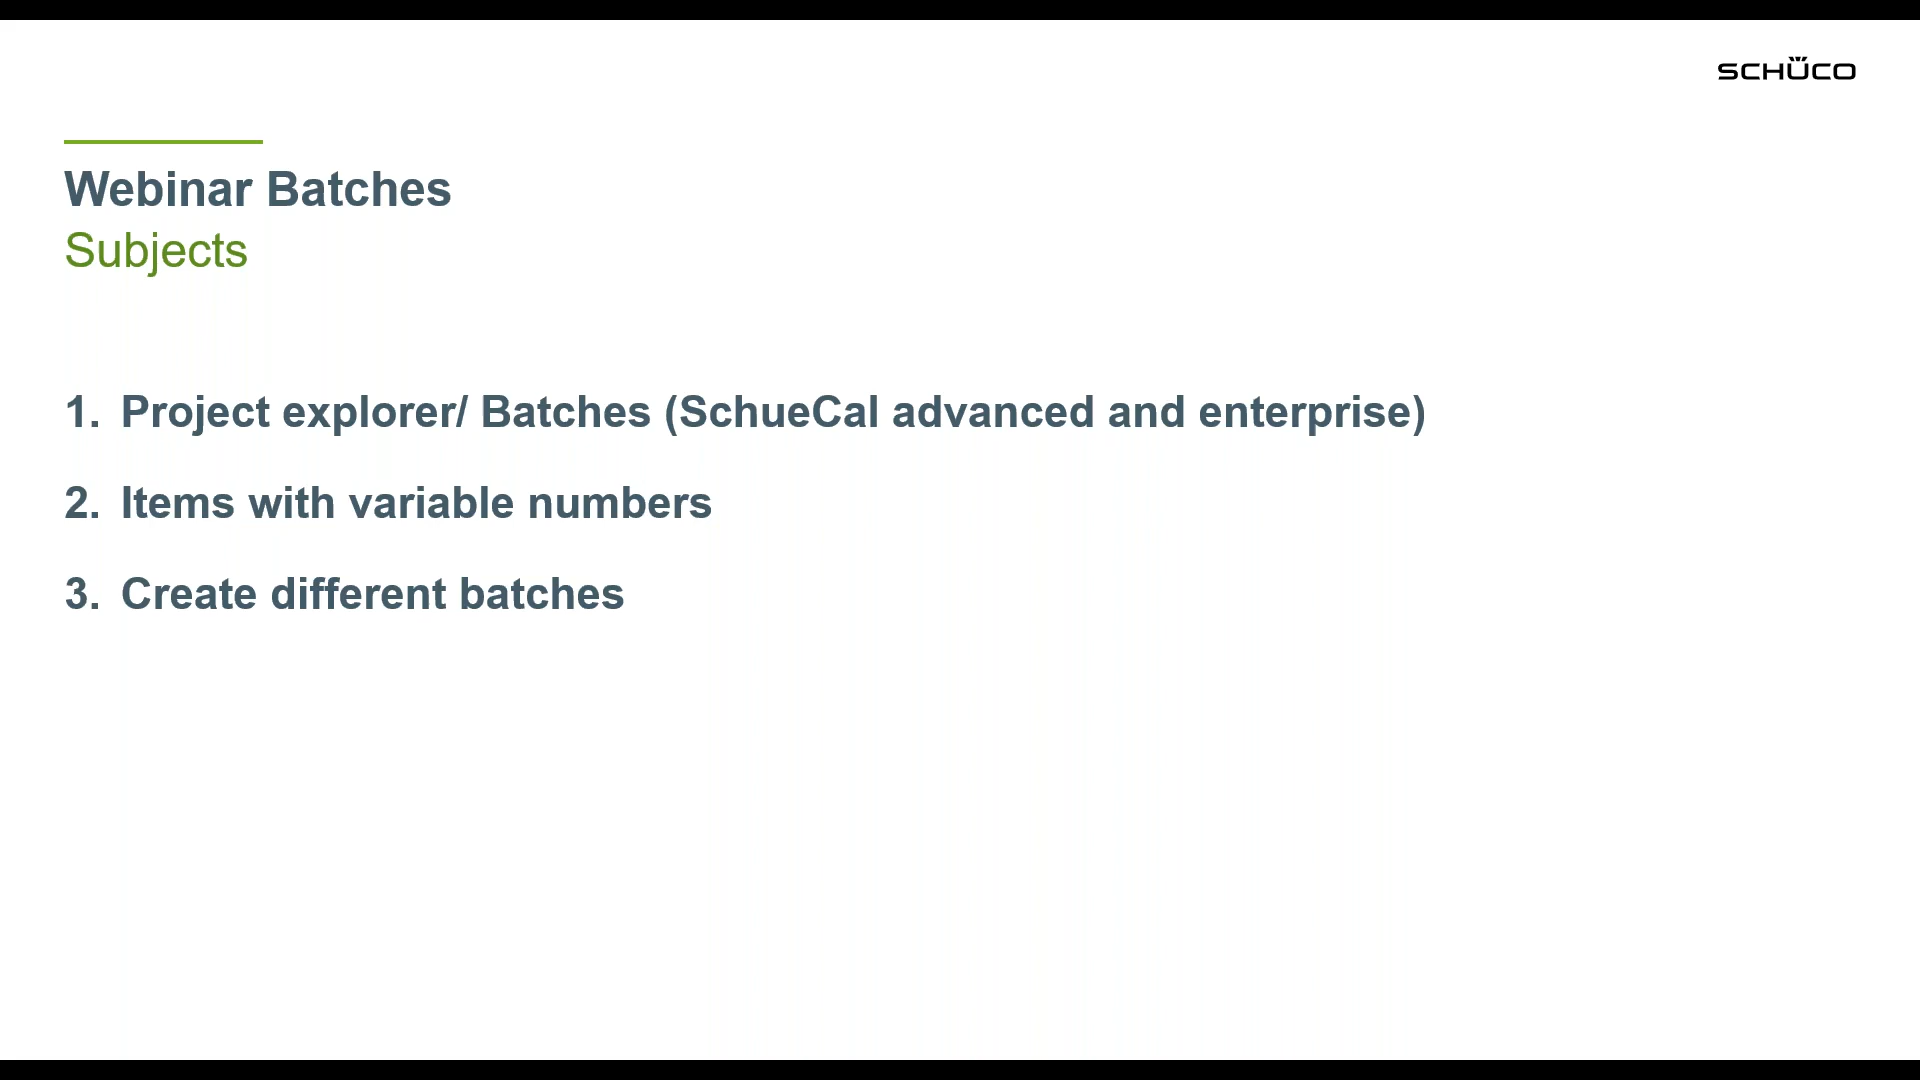 SCHÜCO
Webinar Batches
Subjects
1. Project explorer/ Batches (SchueCal advanced and enterprise)
2. Items with variable numbers
3. Create different batches